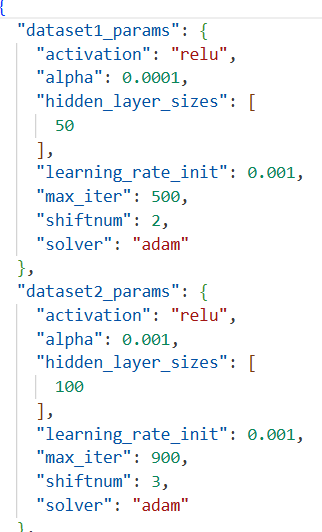 {
  "dataset1_params": {
    "activation": "relu",
    "alpha": 0.0001,
    "hidden_layer_sizes": [
      50
    ],
    "learning_rate_init": 0.001,
    "max_iter": 500,
    "shiftnum": 2,
    "solver": "adam"
  },
  "dataset2_params": {
    "activation": "relu",
    "alpha": 0.001,
    "hidden_layer_sizes": [
      100
    ],
    "learning_rate_init": 0.001,
    "max_iter": 900,
    "shiftnum": 3,
    "solver": "adam"
  },